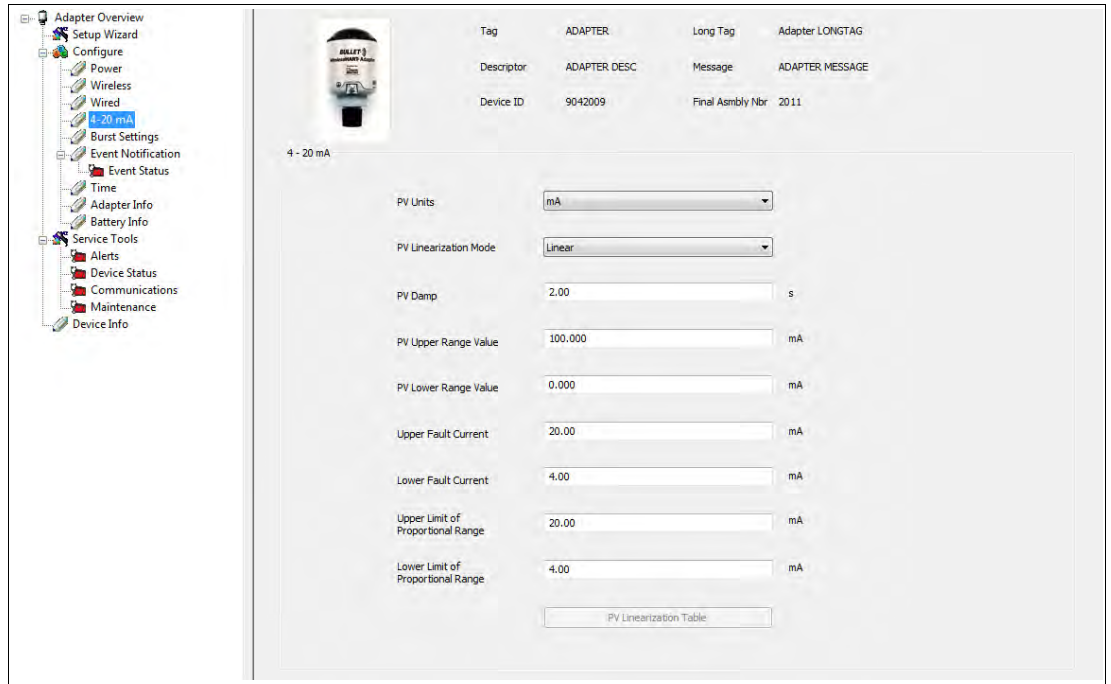 Adapter Overview
Setup Wizard
Configure
Power
Wireless
Wired
4-20 mA
Burst Settings
Event Notification
Event Status
Time
Adapter Info
Battery Info
Service Tools
Alerts
Device Status
Communications
Maintenance
Device Info
BULLET
WirelessHART Adapter
Tag ADAPTER Long Tag Adapter LONGTAG
Descriptor ADAPTER DESC Message ADAPTER MESSAGE
Device ID 9042009 Final Asmbly Nbr 2011
4 - 20 mA
PV Units mA
PV Linearization Mode Linear
PV Damp 2.00 s
PV Upper Range Value 100.000 mA
PV Lower Range Value 0.000 mA
Upper Fault Current 20.00 mA
Lower Fault Current 4.00 mA
Upper Limit of
Proportional Range 20.00 mA
Lower Limit of
Proportional Range 4.00 mA
PV Linearization Table